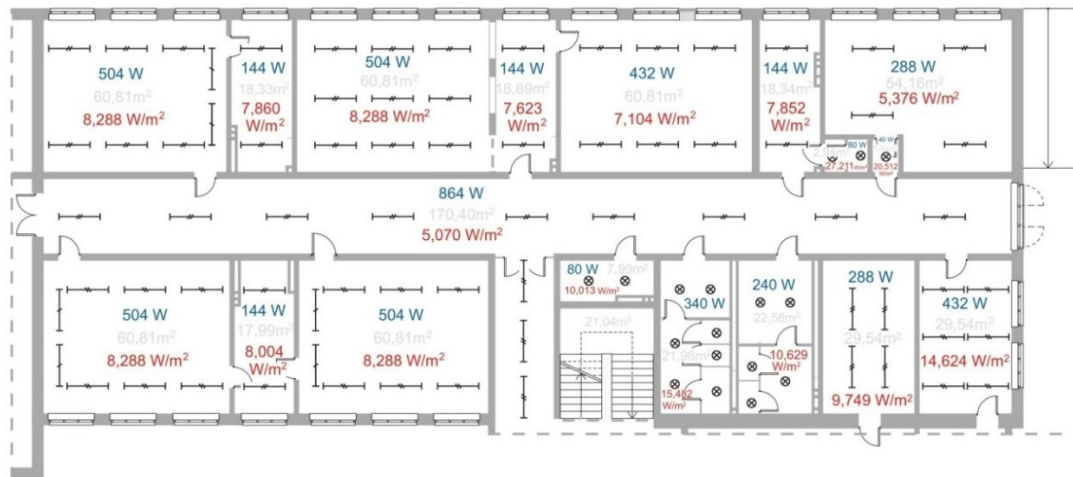 504 W
60,81m²
8,288 W/m²
144 W
18,33m²
7,860
W/m²
504 W
60,81m²
8,288 W/m²
144 W
18,89m²
7,623
W/m²
432 W
60,81m²
7,104 W/m²
144 W
18,34m²
7,852
W/m²
288 W
54,16m²
5,376 W/m²
80 W
27,211 W/m²
40 W
20,512
W/m²
864 W
170,40m²
5,070 W/m²
504 W
60,81m²
8,288 W/m²
144 W
17,99m²
8,004
W/m²
504 W
60,81m²
8,288 W/m²
80 W
7,99m²
10,013 W/m²
21,04m²
340 W
21,96m²
15,482
W/m²
240 W
22,58m²
10,629
W/m²
288 W
29,54m²
9,749 W/m²
432 W
29,54m²
14,624 W/m²